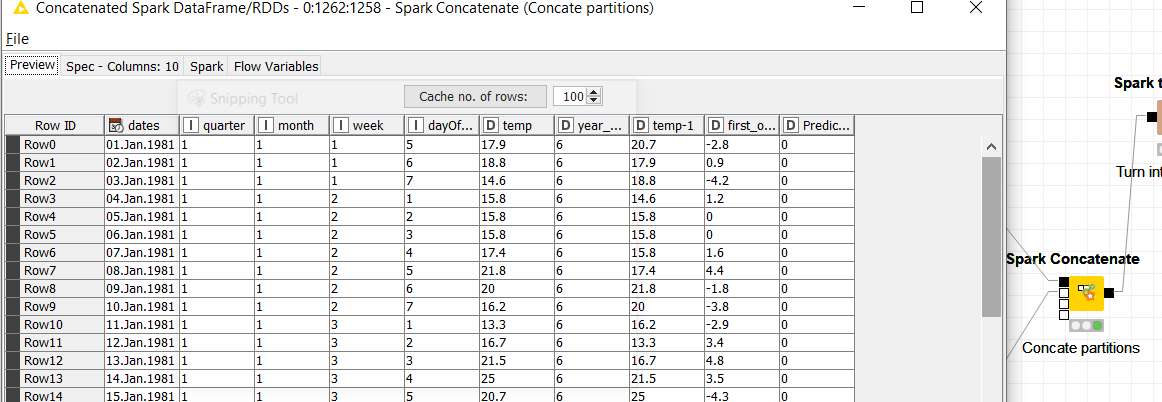 Concatenated Spark DataFrame/RDDs - 0:1262:1258 - Spark Concatenate (Concate partitions)
File
Preview Spec - Columns: 10 Spark Flow Variables
Snipping Tool Cache no. of rows: 100
Row ID dates quarter month week dayOf... temp year_... temp-1 first_o... Predic...
Row0 01.Jan.1981 1 1 1 5 17.9 6 20.7 -2.8 0
Row1 02.Jan.1981 1 1 1 6 18.8 6 17.9 0.9 0
Row2 03.Jan.1981 1 1 1 7 14.6 6 18.8 -4.2 0
Row3 04.Jan.1981 1 1 2 1 15.8 6 14.6 1.2 0
Row4 05.Jan.1981 1 1 2 2 15.8 6 15.8 0 0
Row5 06.Jan.1981 1 1 2 3 15.8 6 15.8 0 0
Row6 07.Jan.1981 1 1 2 4 17.4 6 15.8 1.6 0
Row7 08.Jan.1981 1 1 2 5 21.8 6 17.4 4.4 0
Row8 09.Jan.1981 1 1 2 6 20 6 21.8 -1.8 0
Row9 10.Jan.1981 1 1 2 7 16.2 6 20 -3.8 0
Row10 11.Jan.1981 1 1 3 1 13.3 6 16.2 -2.9 0
Row11 12.Jan.1981 1 1 3 2 16.7 6 13.3 3.4 0
Row12 13.Jan.1981 1 1 3 3 21.5 6 16.7 4.8 0
Row13 14.Jan.1981 1 1 3 4 25 6 21.5 3.5 0
Row14 15.Jan.1981 1 1 3 5 20.7 6 25 -4.3 0
Spark t
Turn int
Spark Concatenate
Concate partitions